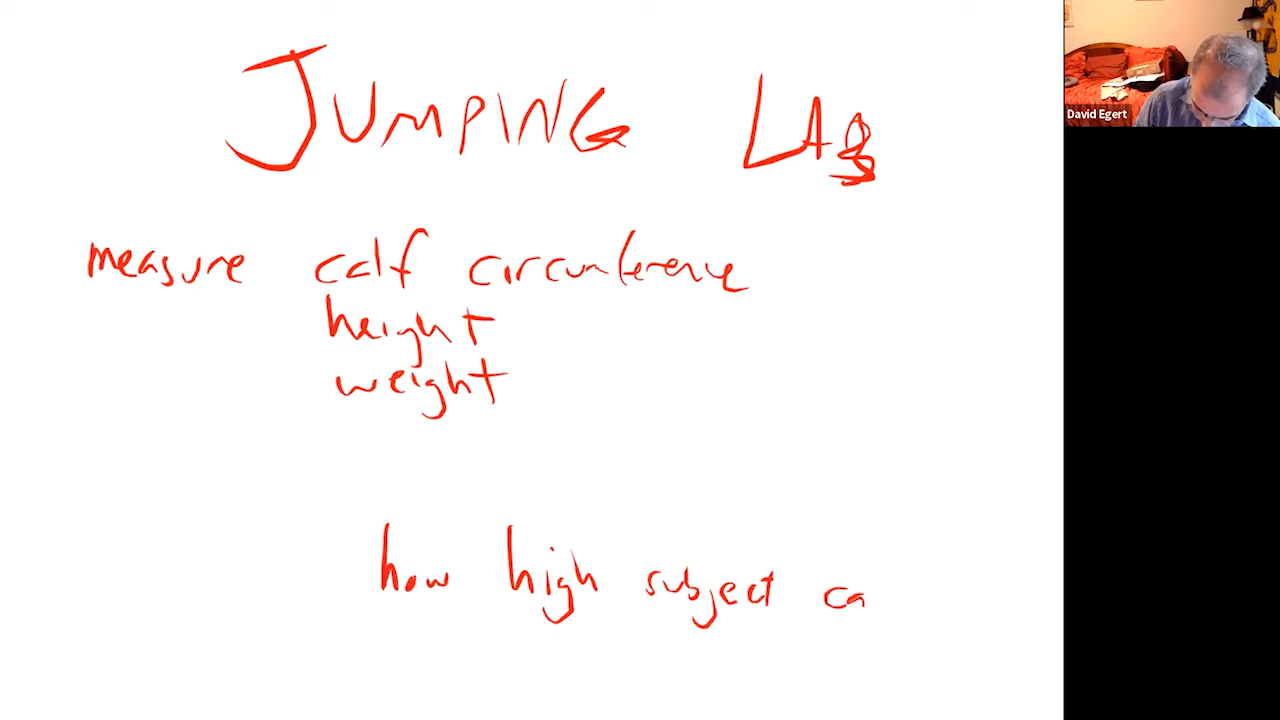 JUMPING LAB
measure calf circumference
height
weight
how high subject ca
David Egert